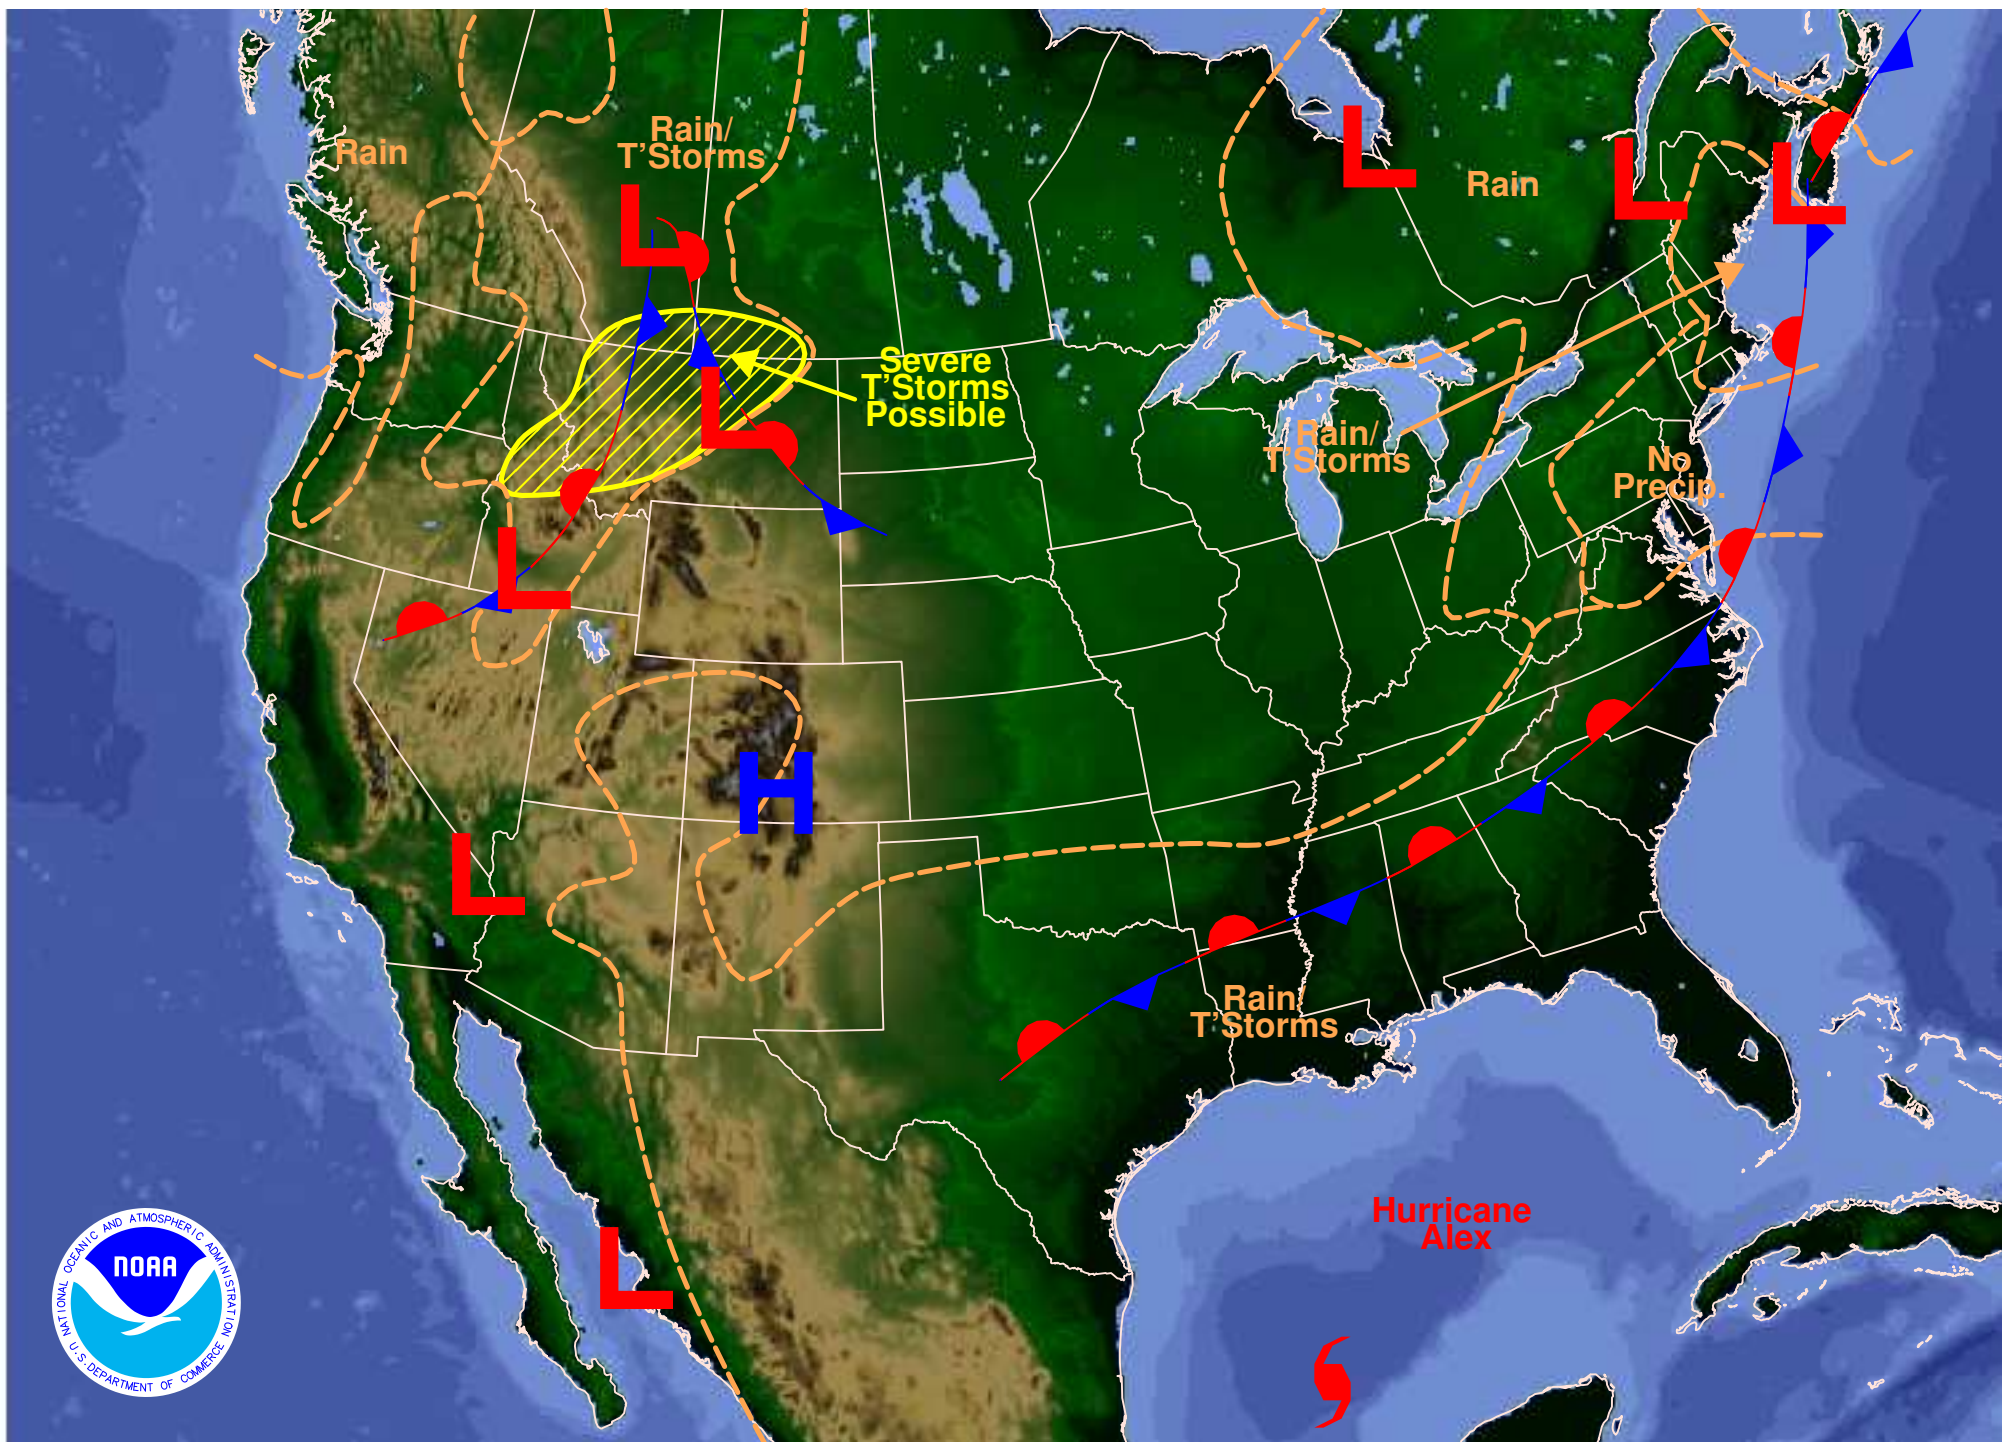 Rain
Rain/
T'Storms
L
L
Rain
L
L
Severe
T'Storms
Possible
L
Rain/
T'Storms
No
Precip.
L
H
L
Rain/
T'Storms
Hurricane
Alex
L
NATIONAL OCEANIC AND ATMOSPHERIC ADMINISTRATION
NOAA
U.S. DEPARTMENT OF COMMERCE